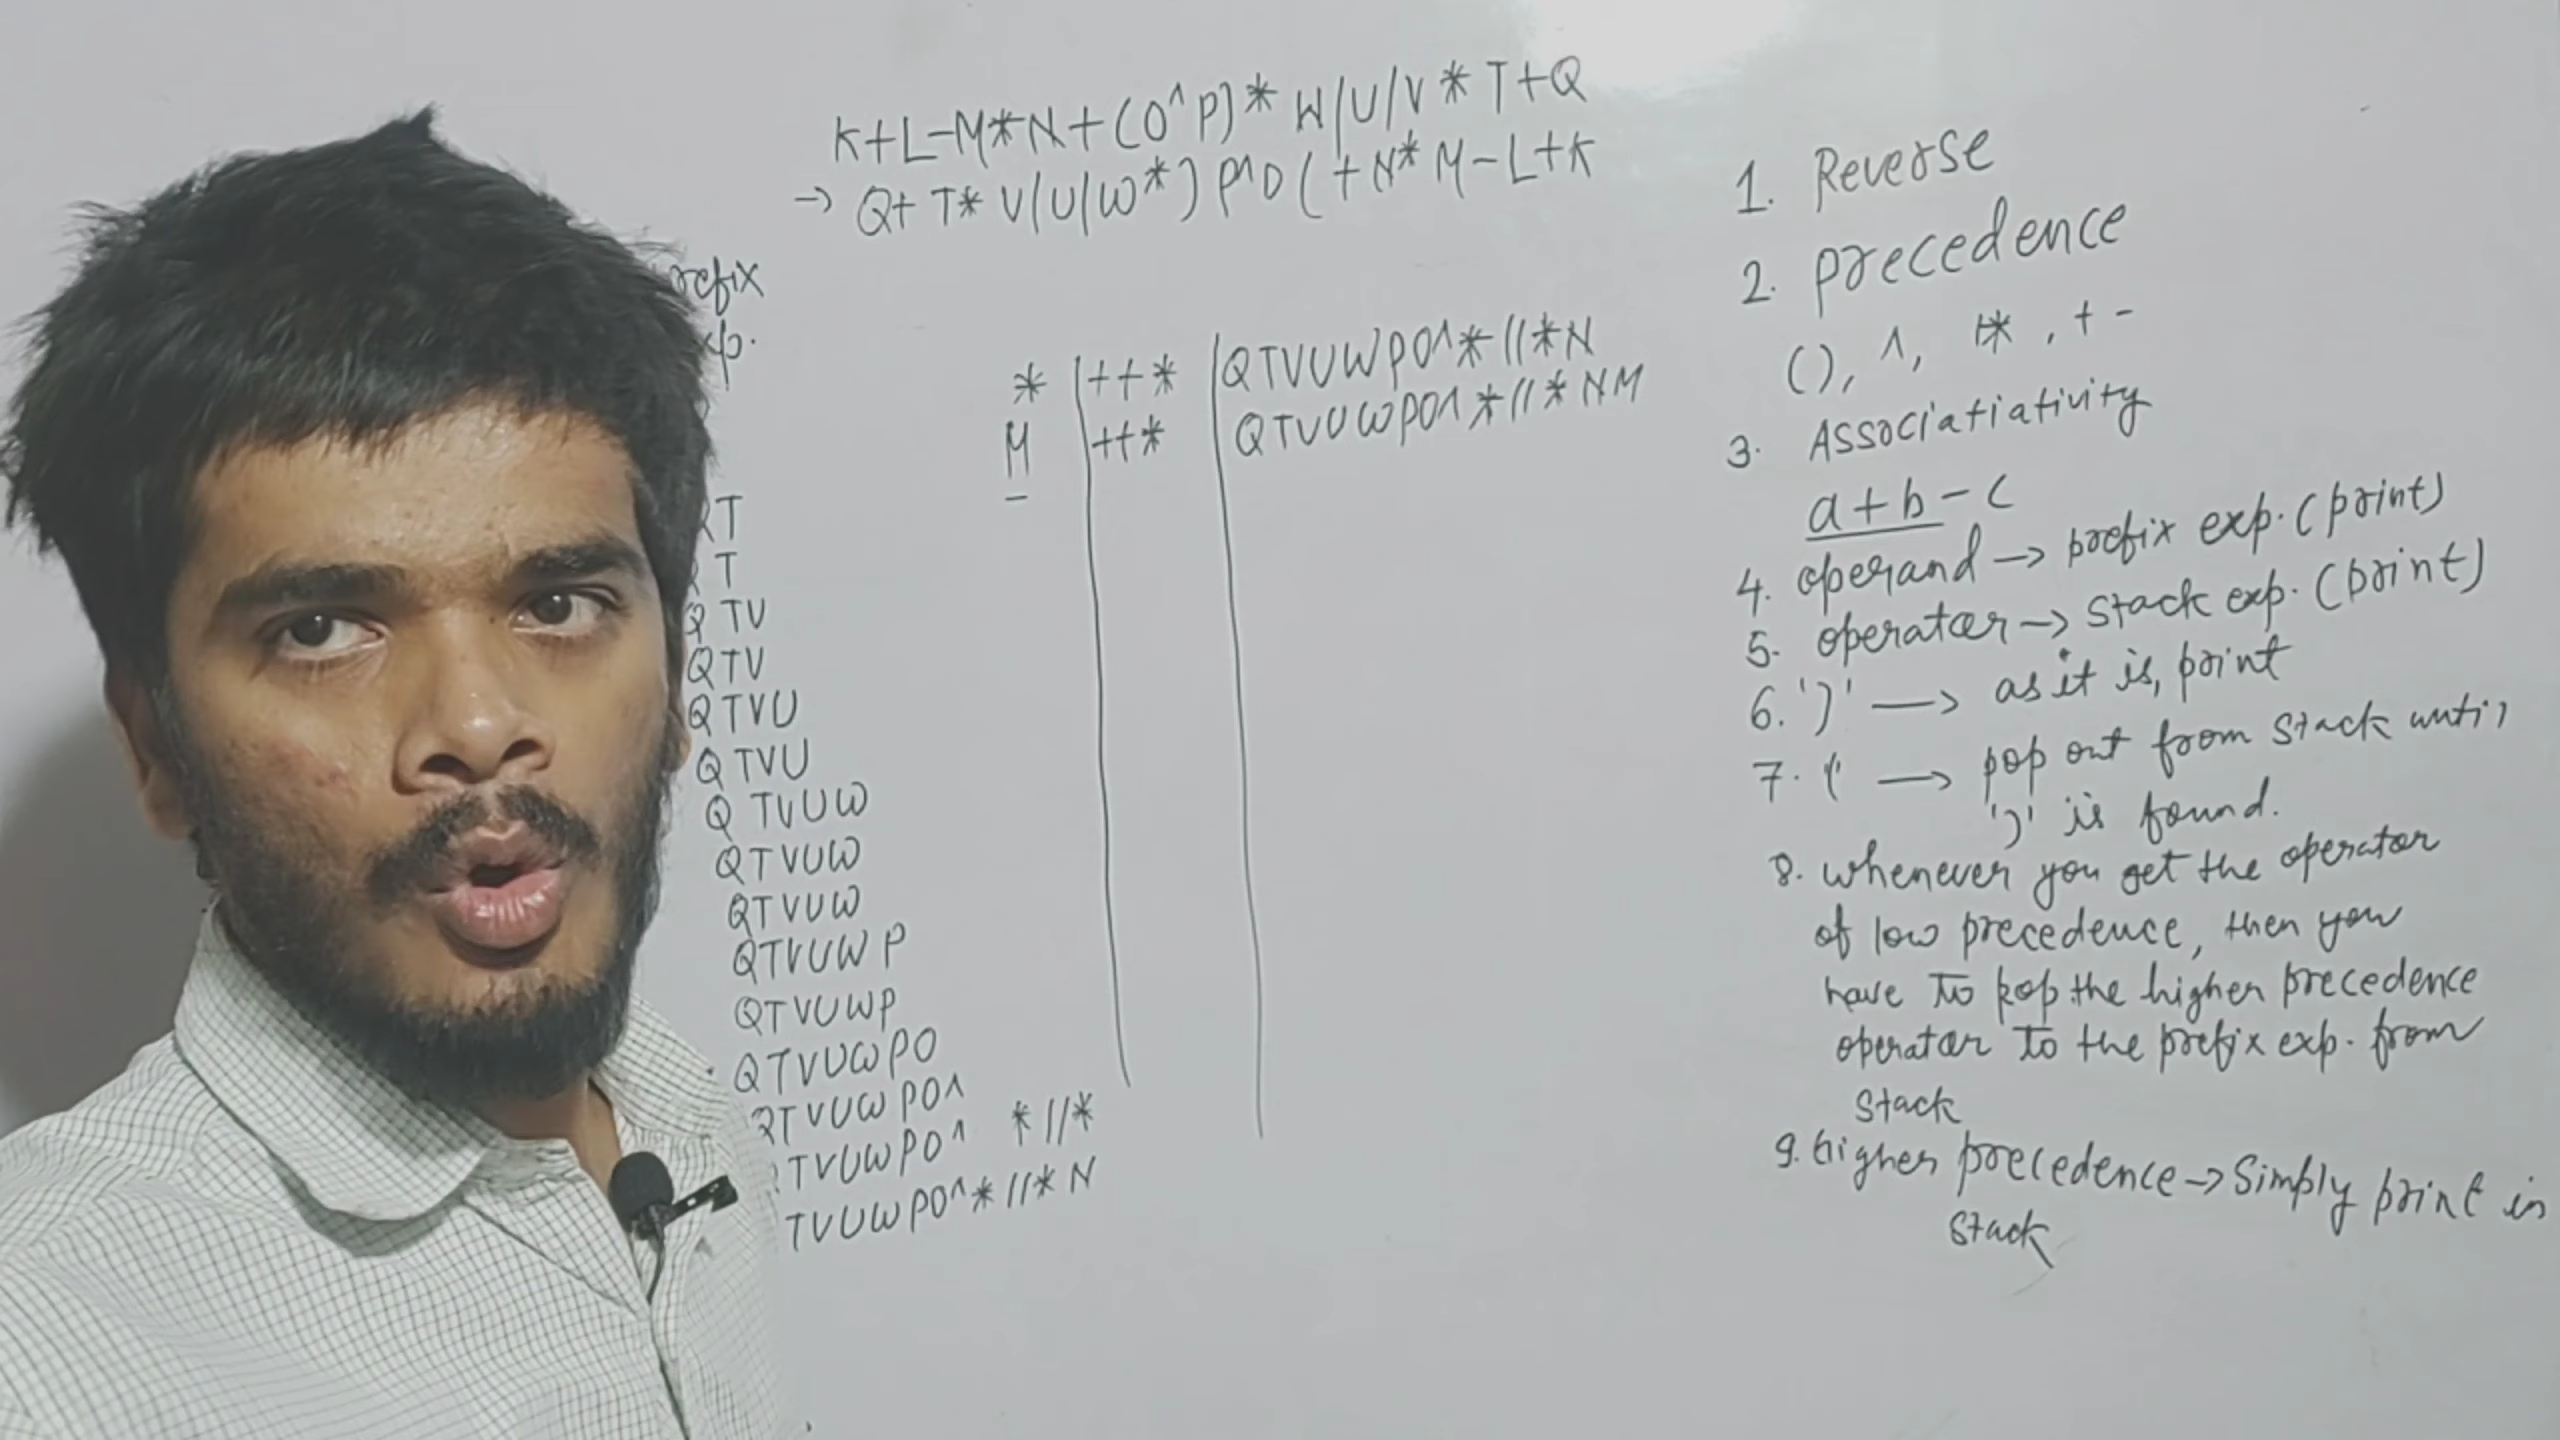 K+L-M*N+(O^P)*W/U/V*T+Q
→ Q+T*V/U/W*)P^O(+N*M-L+K
refix
xp.
QT
T
QTV
QTV
QTVU
QTVU
QTVUW
QTVUW
QTVUW
QTVUWP
QTVUWP
QTVUWPO
QTVUWPO^
TVUWPO^ *//*
TVUWPO^*//*N
* | ++* | QTVUWPO^*//*N
M | ++* | QTVUWPO^*//*NM
-
1. Reverse
2. precedence
(), ^, /*, + -
3. Associatiativity
a+b-c
4. operand → prefix exp. (print)
5. operator → stack exp. (print)
6. ')' → as it is, print
7. '(' → pop out from stack until
')' is found.
8. whenever you get the operator
of low precedence, then you
have to pop the higher precedence
operator to the prefix exp. from
stack
9. higher precedence → simply print in
stack